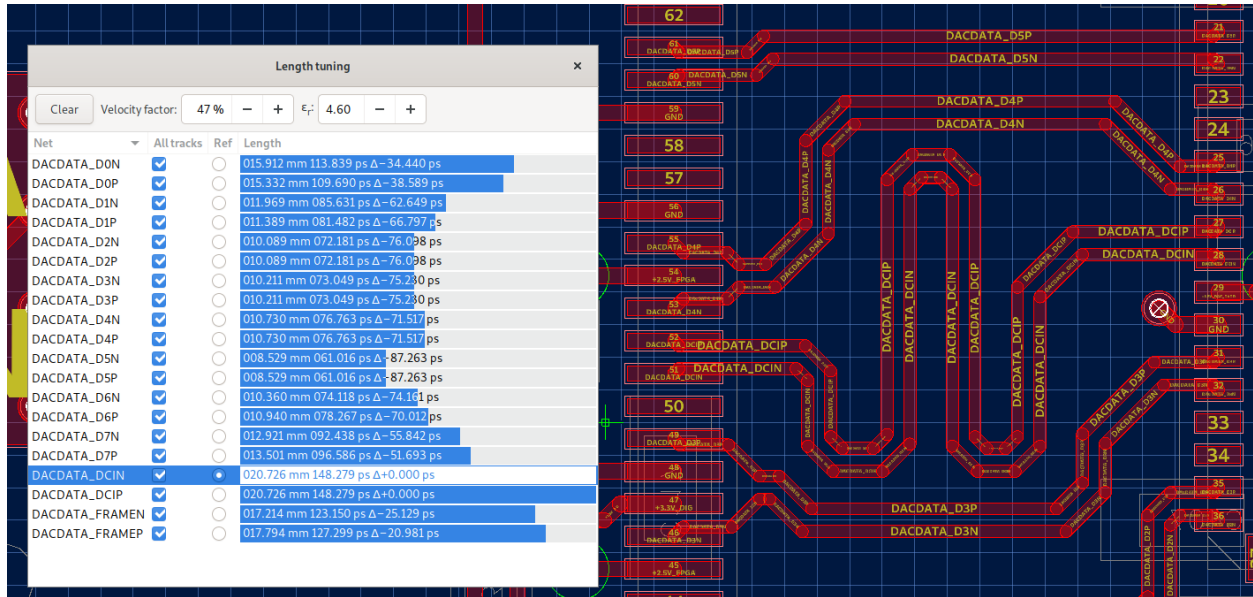 Length tuning
×
Clear Velocity factor: 47 % − + εr: 4.60 − +
Net All tracks Ref Length
DACDATA_D0N 015.912 mm 113.839 ps Δ−34.440 ps
DACDATA_D0P 015.332 mm 109.690 ps Δ−38.589 ps
DACDATA_D1N 011.969 mm 085.631 ps Δ−62.649 ps
DACDATA_D1P 011.389 mm 081.482 ps Δ−66.797 ps
DACDATA_D2N 010.089 mm 072.181 ps Δ−76.098 ps
DACDATA_D2P 010.089 mm 072.181 ps Δ−76.098 ps
DACDATA_D3N 010.211 mm 073.049 ps Δ−75.230 ps
DACDATA_D3P 010.211 mm 073.049 ps Δ−75.230 ps
DACDATA_D4N 010.730 mm 076.763 ps Δ−71.517 ps
DACDATA_D4P 010.730 mm 076.763 ps Δ−71.517 ps
DACDATA_D5N 008.529 mm 061.016 ps Δ−87.263 ps
DACDATA_D5P 008.529 mm 061.016 ps Δ−87.263 ps
DACDATA_D6N 010.360 mm 074.118 ps Δ−74.161 ps
DACDATA_D6P 010.940 mm 078.267 ps Δ−70.012 ps
DACDATA_D7N 012.921 mm 092.438 ps Δ−55.842 ps
DACDATA_D7P 013.501 mm 096.586 ps Δ−51.693 ps
DACDATA_DCIN 020.726 mm 148.279 ps Δ+0.000 ps
DACDATA_DCIP 020.726 mm 148.279 ps Δ+0.000 ps
DACDATA_FRAMEN 017.214 mm 123.150 ps Δ−25.129 ps
DACDATA_FRAMEP 017.794 mm 127.299 ps Δ−20.981 ps
62
61
60
DACDATA_D5N
DACDATA_D5N
59
GND
58
57
56
GND
55
DACDATA_D4P
54
+2.5V_FPGA
53
DACDATA_D4N
52
DACDATA_DCIP
51
DACDATA_DCIN
DACDATA_DCIN
50
49
DACDATA_D3P
48
GND
47
+3.3V_DIG
46
DACDATA_D3N
45
+2.5V_FPGA
DACDATA_D5P
DACDATA_D5N
DACDATA_D4P
DACDATA_D4N
DACDATA_D4P
DACDATA_D4N
DACDATA_D4P
DACDATA_D4N
DACDATA_D4P
DACDATA_D4N
DACDATA_DCIN
DACDATA_DCIP
DACDATA_DCIN
DACDATA_DCIN
DACDATA_DCIP
DACDATA_DCIP
DACDATA_DCIN
DACDATA_DCIP
DACDATA_DCIN
DACDATA_DCIP
DACDATA_DCIN
DACDATA_D3P
DACDATA_D3N
DACDATA_D3P
DACDATA_D3N
DACDATA_D2P
DACDATA_D2N
21
22
23
24
25
26
27
28
29
30
GND
31
32
33
34
35
36